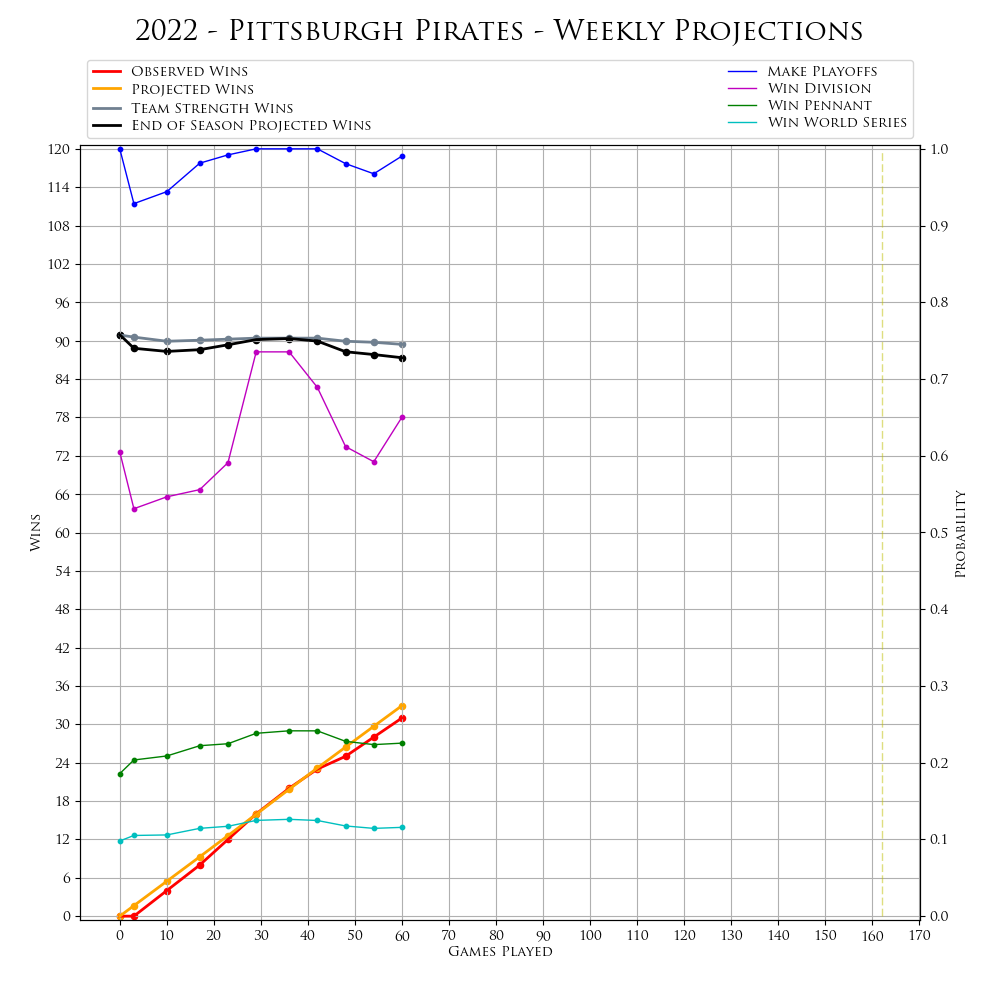 2022 - Pittsburgh Pirates - Weekly Projections
Observed Wins
Projected Wins
Team Strength Wins
End of Season Projected Wins
Make Playoffs
Win Division
Win Pennant
Win World Series
120
114
108
102
96
90
84
78
72
66
60
54
48
42
36
30
24
18
12
6
0
Wins
1.0
0.9
0.8
0.7
0.6
0.5
0.4
0.3
0.2
0.1
0.0
Probability
0 10 20 30 40 50 60 70 80 90 100 110 120 130 140 150 160 170
Games Played